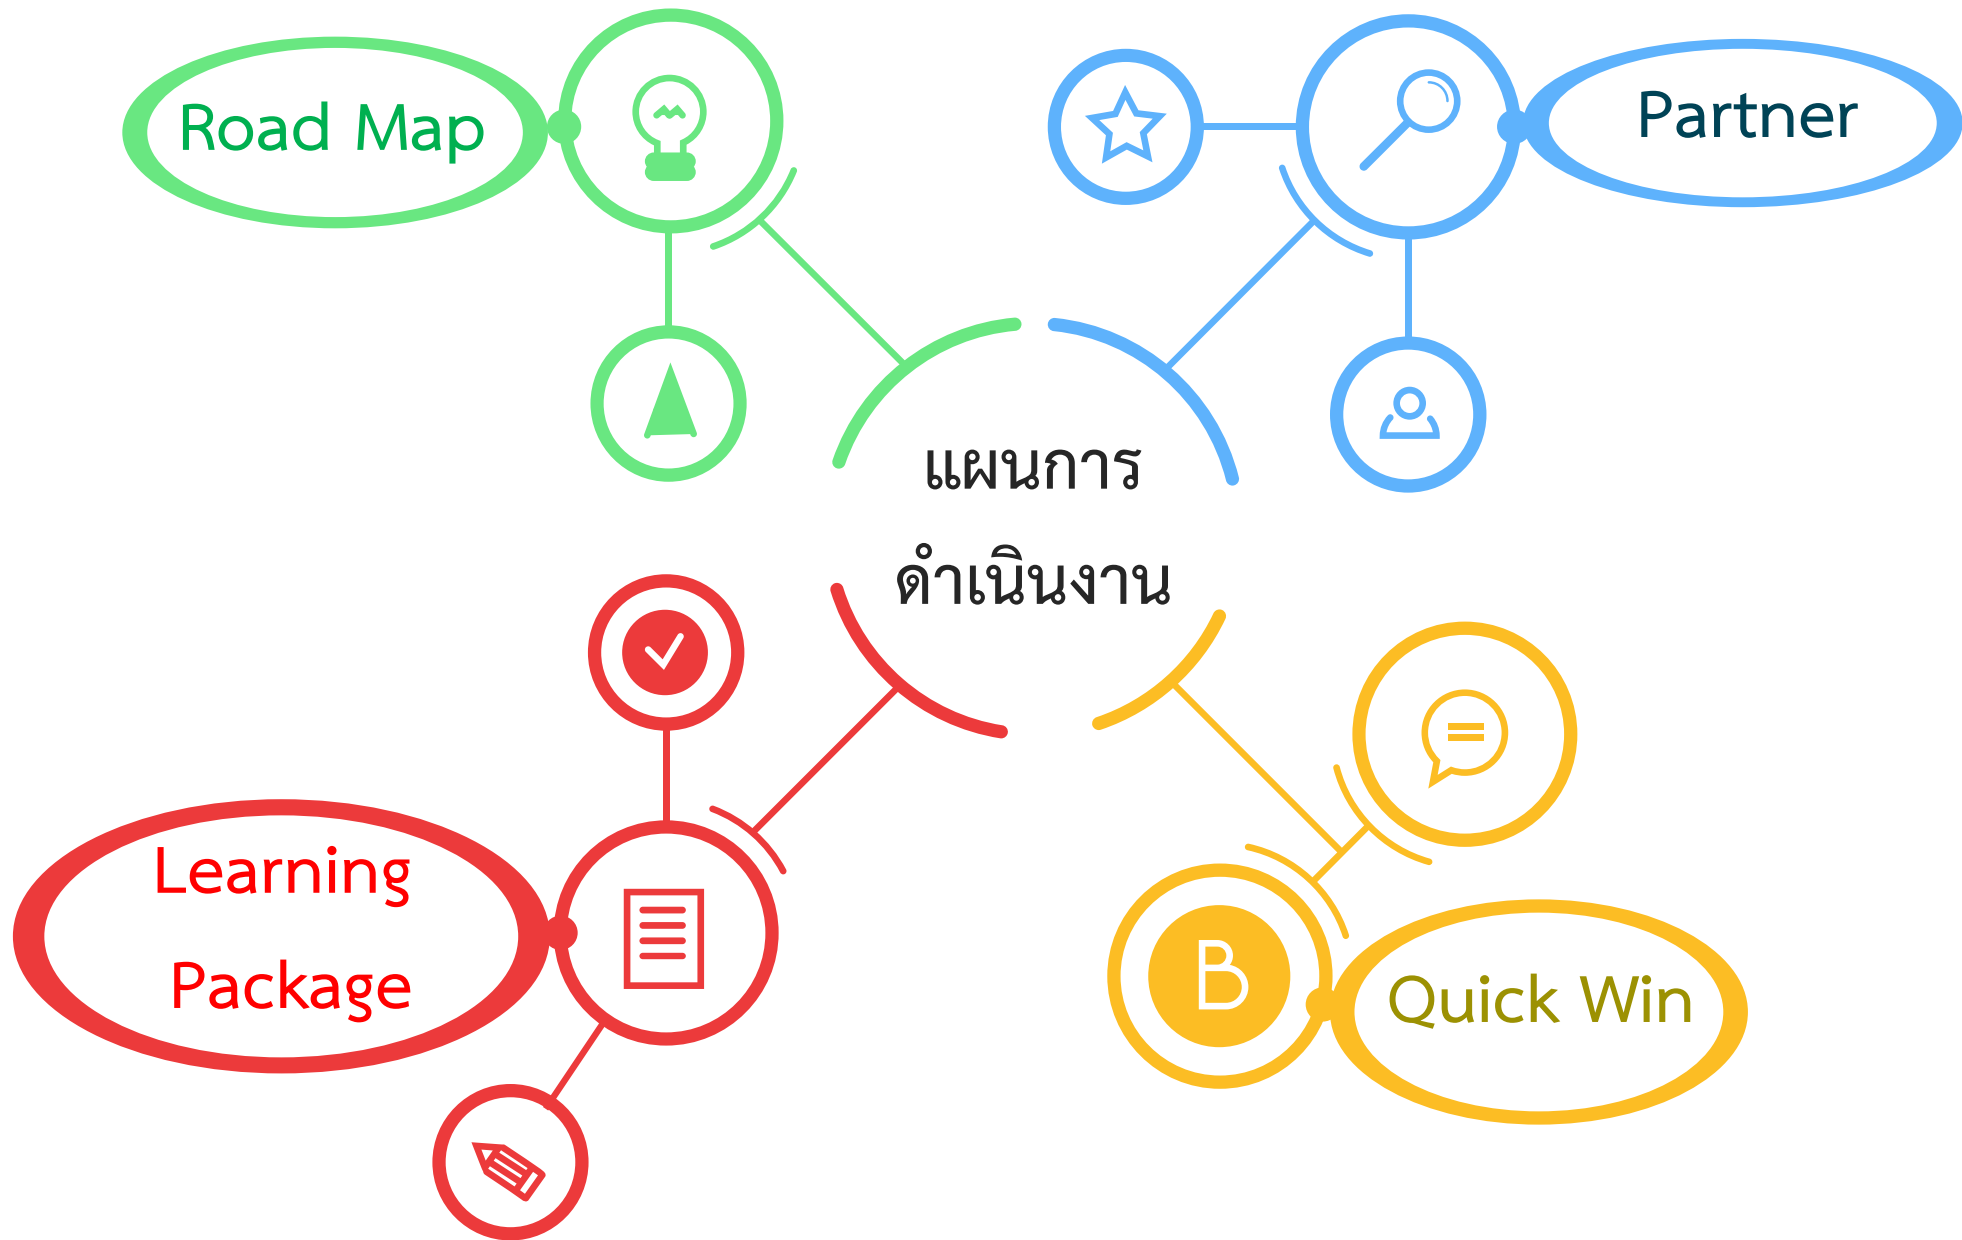 Road Map
Partner
แผนการ
ดำเนินงาน
Learning
Package
B
Quick Win